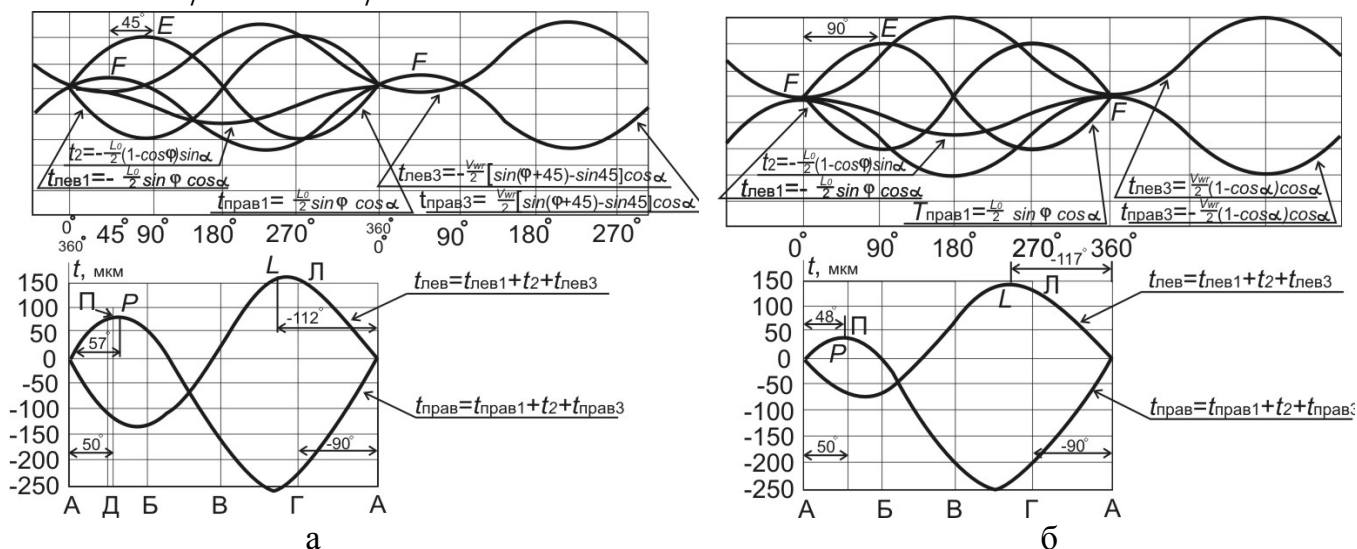 45° E
F
F
t2=-L0/2(1-cosφ)sinα
tлев1=- L0/2 sin φ cosα
tправ1= L0/2 sin φ cosα
tлев3=-Vwr/2[sin(φ+45)-sin45]cosα
tправ3= Vwr/2[sin(φ+45)-sin45]cosα
0° 360° 45° 90° 180° 270° 360° 0° 90° 180° 270°
t, мкм
150
100
50
0
-50
-100
-150
-200
-250
П P
57°
L Л
-112°
tлев=tлев1+t2+tлев3
tправ=tправ1+t2+tправ3
50°
-90°
А Д Б В Г А
а
90° E
F
F
t2=-L0/2(1-cosφ)sinα
tлев1=- L0/2 sin φ cosα
Tправ1=L0/2 sin φ cosα
tлев3=Vwr/2(1-cosα)cosα
tправ3=-Vwr/2(1-cosα)cosα
0° 90° 180° 270° 360°
t, мкм
150
100
50
0
-50
-100
-150
-200
-250
48° П
P
-117°
L Л
tлев=tлев1+t2+tлев3
tправ=tправ1+t2+tправ3
50°
-90°
А Б В Г А
б